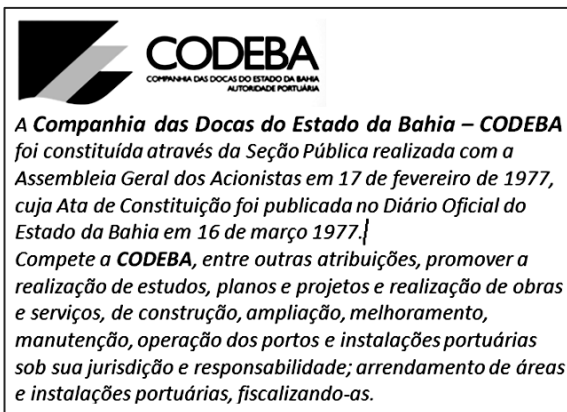 CODEBA
COMPANHIA DAS DOCAS DO ESTADO DA BAHIA
AUTORIDADE PORTUÁRIA
A Companhia das Docas do Estado da Bahia – CODEBA
foi constituída através da Seção Pública realizada com a
Assembleia Geral dos Acionistas em 17 de fevereiro de 1977,
cuja Ata de Constituição foi publicada no Diário Oficial do
Estado da Bahia em 16 de março 1977.
Compete a CODEBA, entre outras atribuições, promover a
realização de estudos, planos e projetos e realização de obras
e serviços, de construção, ampliação, melhoramento,
manutenção, operação dos portos e instalações portuárias
sob sua jurisdição e responsabilidade; arrendamento de áreas
e instalações portuárias, fiscalizando-as.